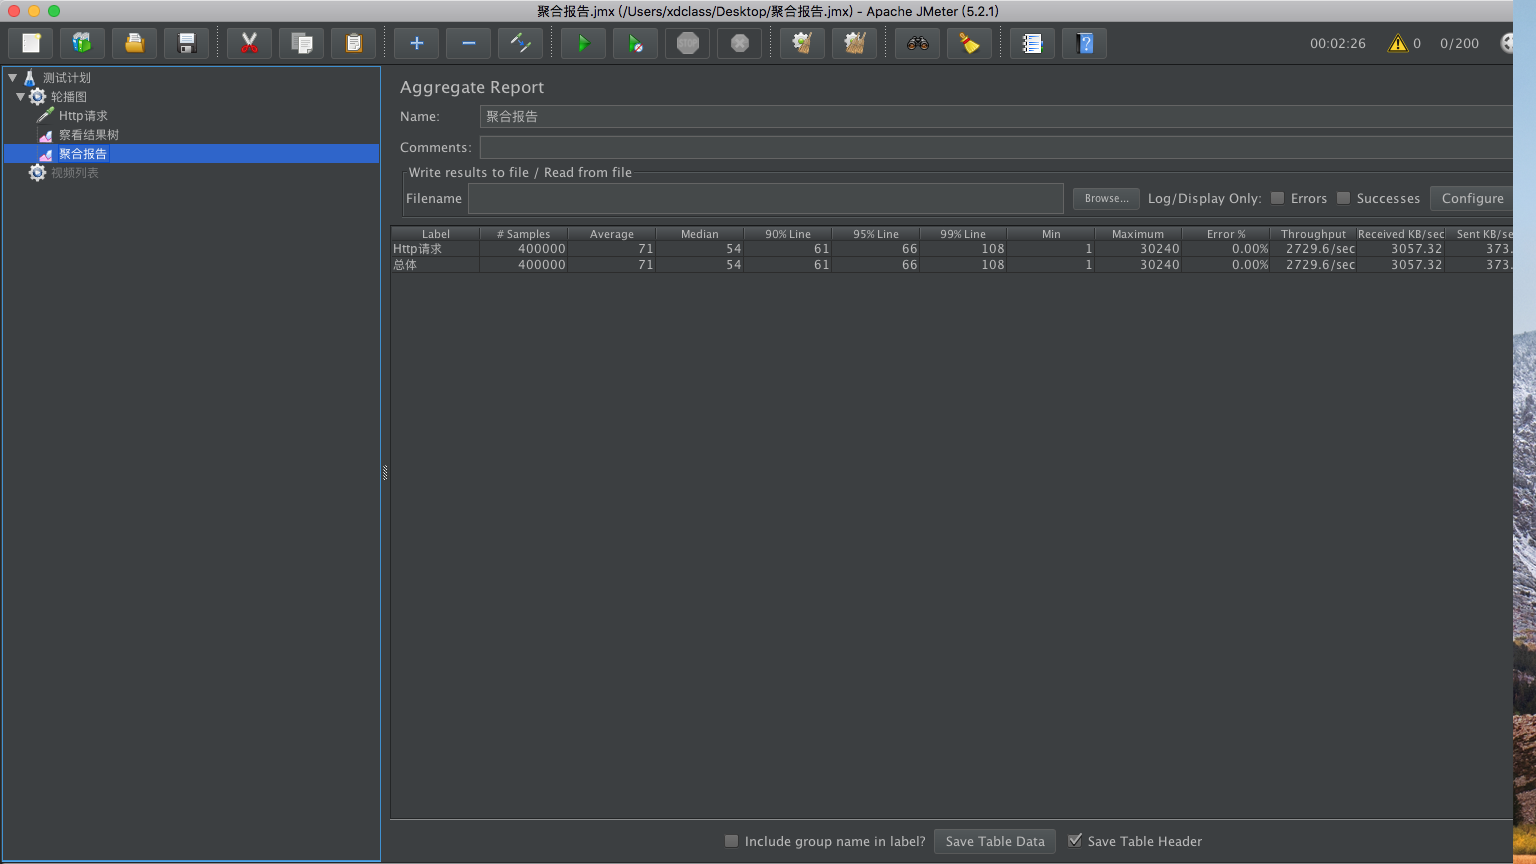 聚合报告.jmx (/Users/xdclass/Desktop/聚合报告.jmx) - Apache JMeter (5.2.1)
STOP
00:02:26 0 0/200
测试计划
轮播图
Http请求
察看结果树
聚合报告
视频列表
Aggregate Report
Name: 聚合报告
Comments:
Write results to file / Read from file
Filename Browse... Log/Display Only: Errors Successes Configure
Label # Samples Average Median 90% Line 95% Line 99% Line Min Maximum Error % Throughput Received KB/sec Sent KB/se
Http请求 400000 71 54 61 66 108 1 30240 0.00% 2729.6/sec 3057.32 373.
总体 400000 71 54 61 66 108 1 30240 0.00% 2729.6/sec 3057.32 373.
Include group name in label? Save Table Data Save Table Header